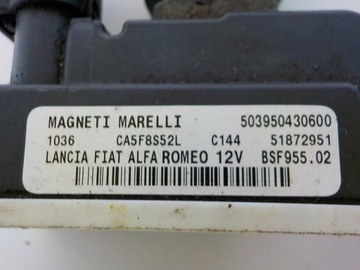 MAGNETI MARELLI 503950430600
1036 CA5F8S52L C144 51872951
LANCIA FIAT ALFA ROMEO 12V BSF955.02